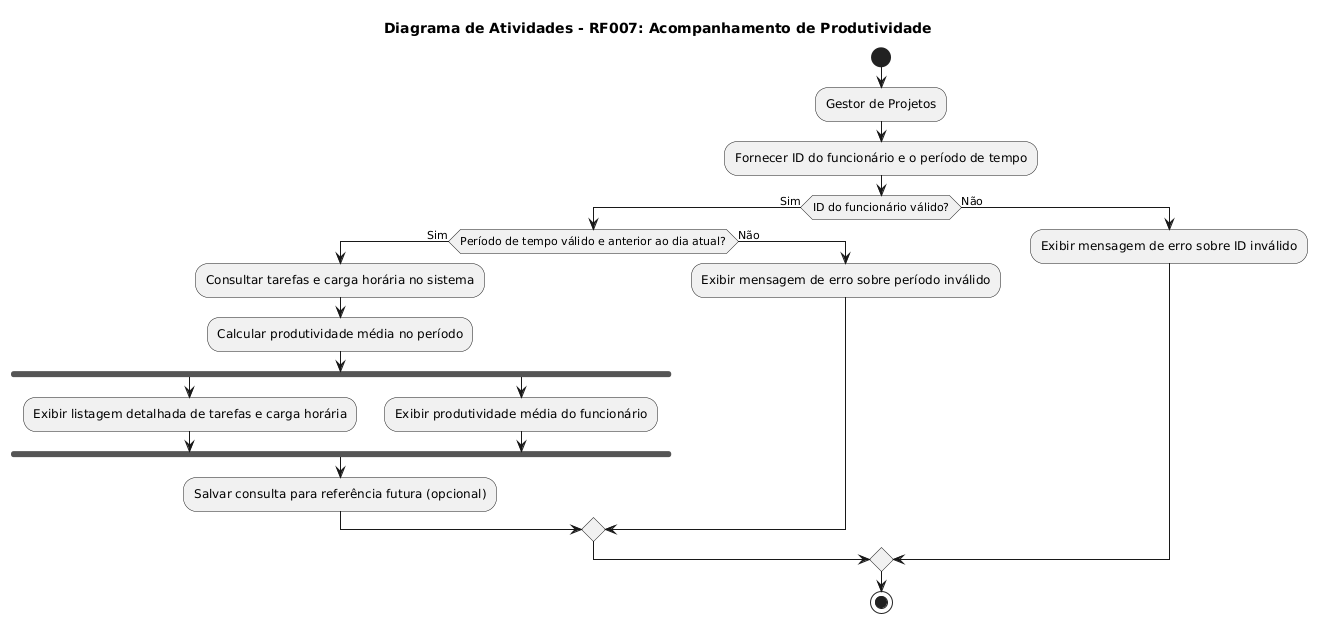 Diagrama de Atividades - RF007: Acompanhamento de Produtividade
Gestor de Projetos
Fornecer ID do funcionário e o período de tempo
Sim
ID do funcionário válido?
Não
Sim
Período de tempo válido e anterior ao dia atual?
Não
Exibir mensagem de erro sobre ID inválido
Consultar tarefas e carga horária no sistema
Exibir mensagem de erro sobre período inválido
Calcular produtividade média no período
Exibir listagem detalhada de tarefas e carga horária
Exibir produtividade média do funcionário
Salvar consulta para referência futura (opcional)